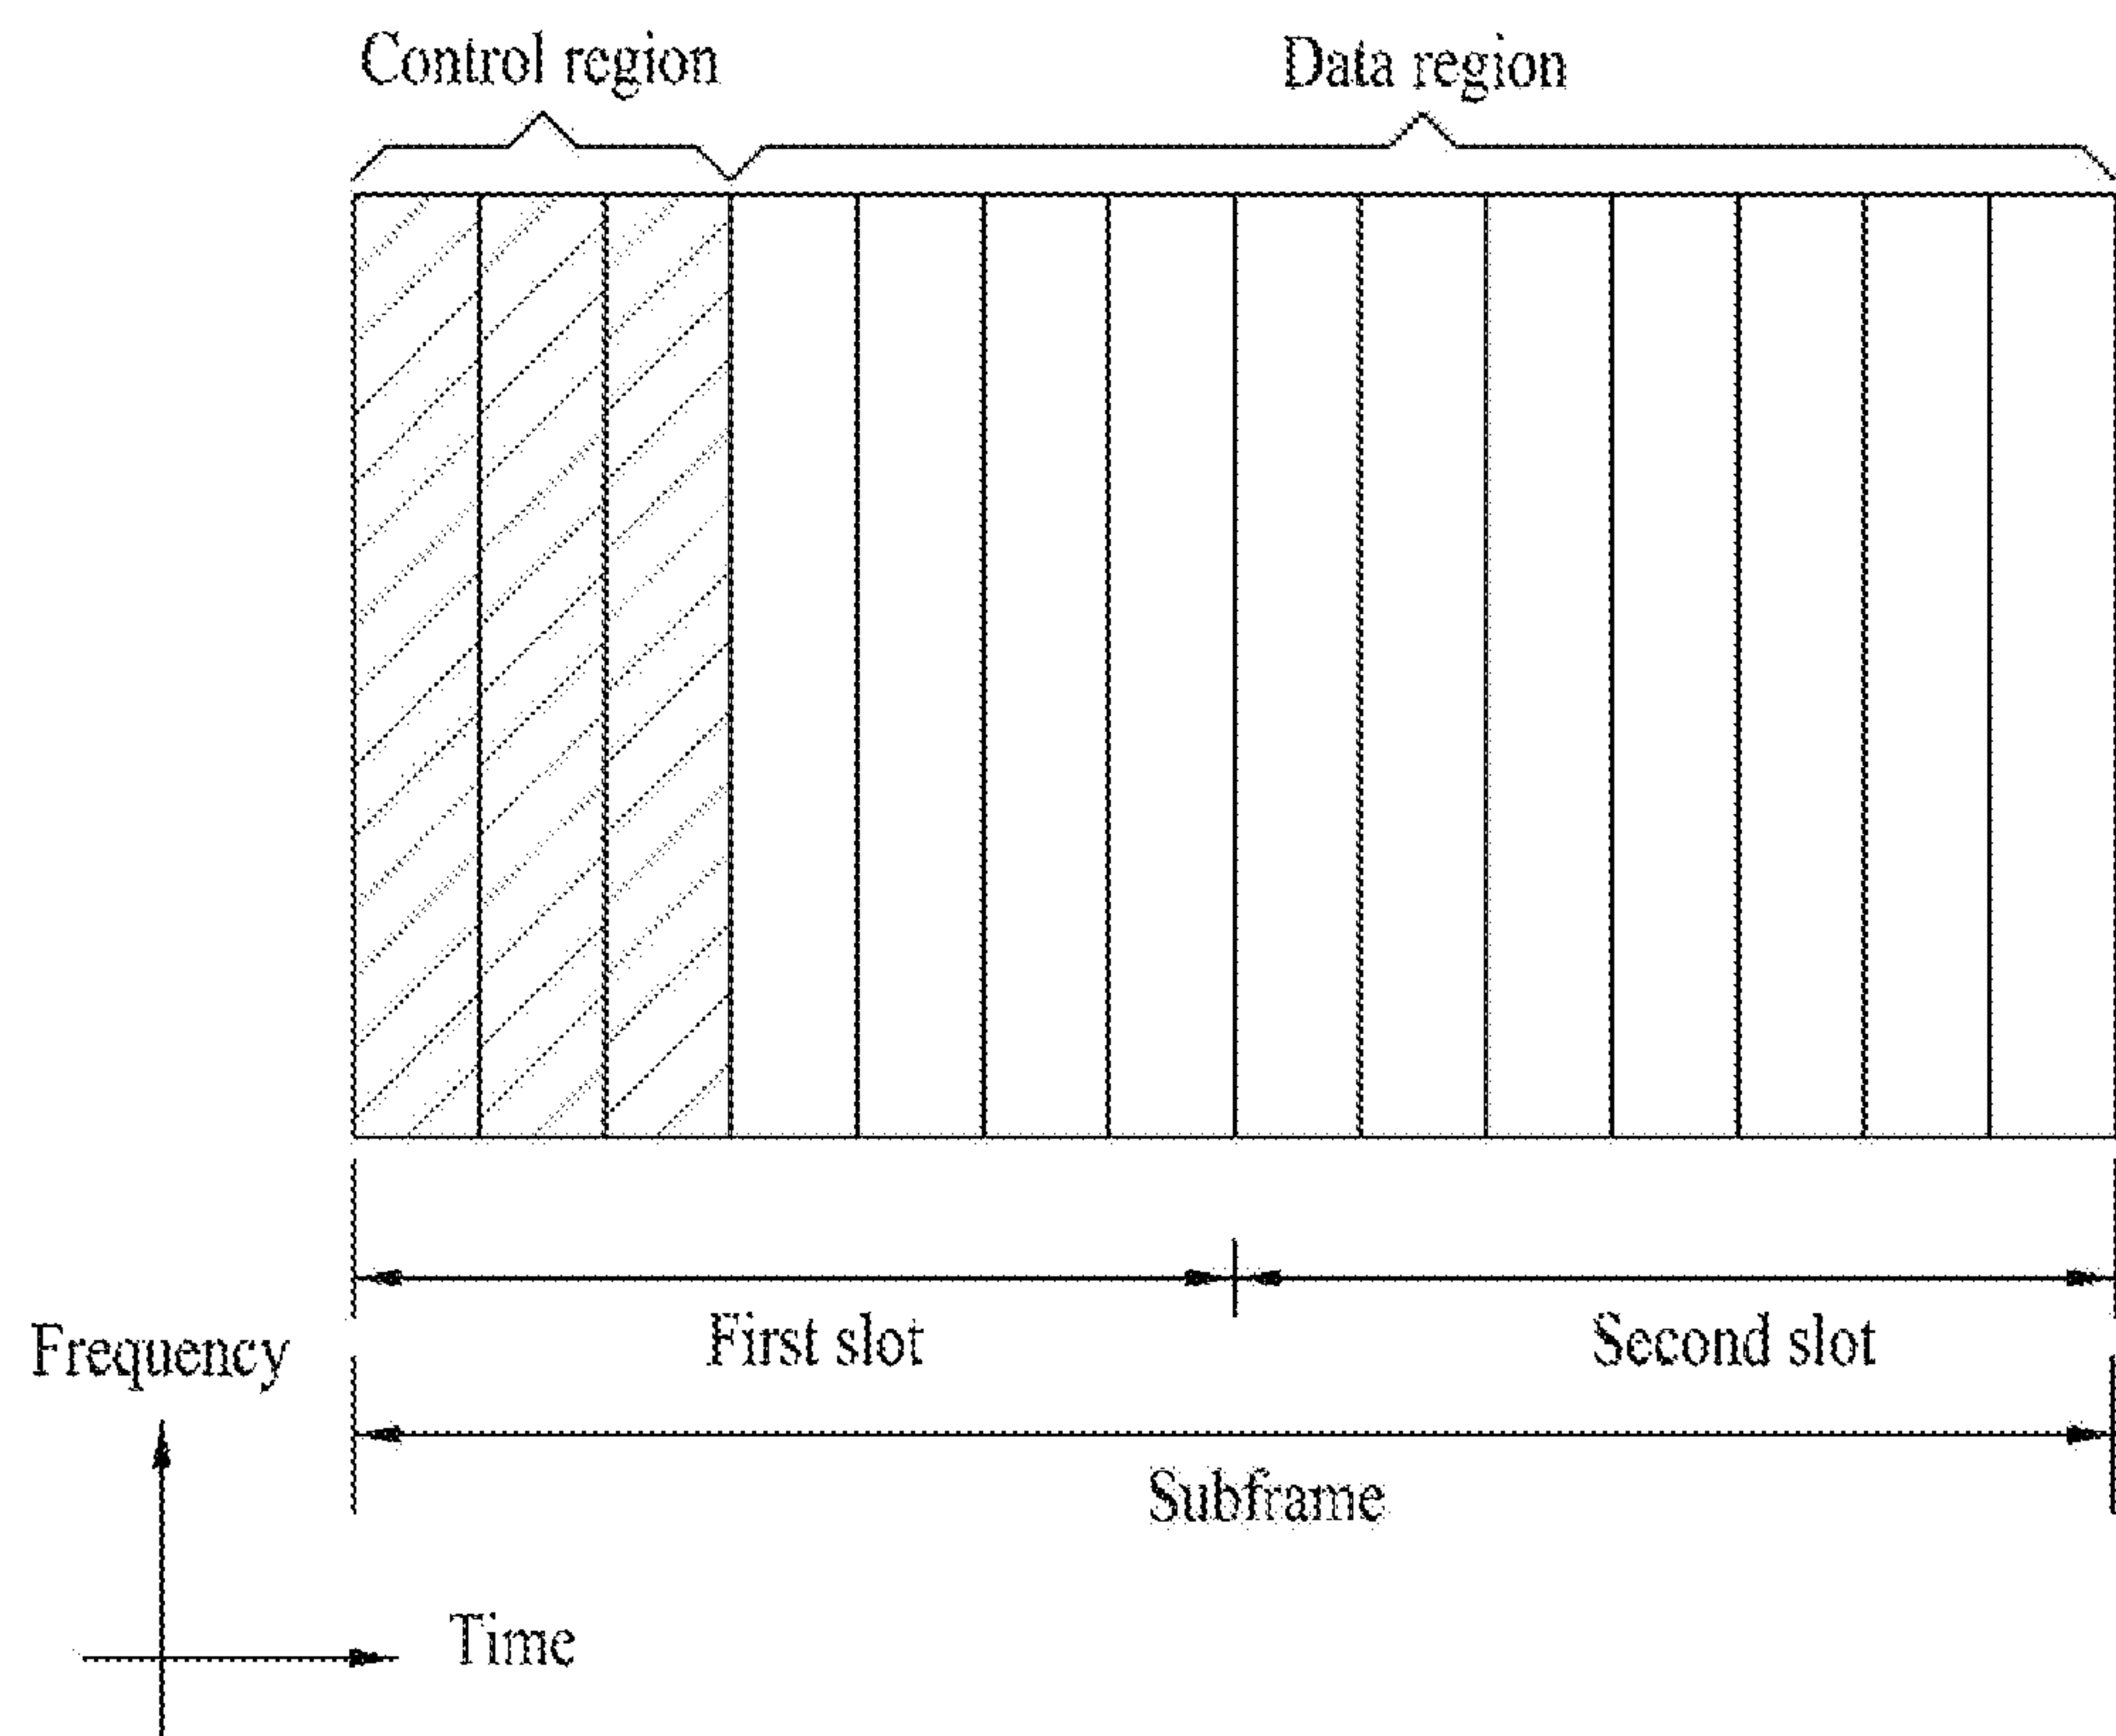 Control region
Data region
First slot
Second slot
Frequency
Subframe
Time